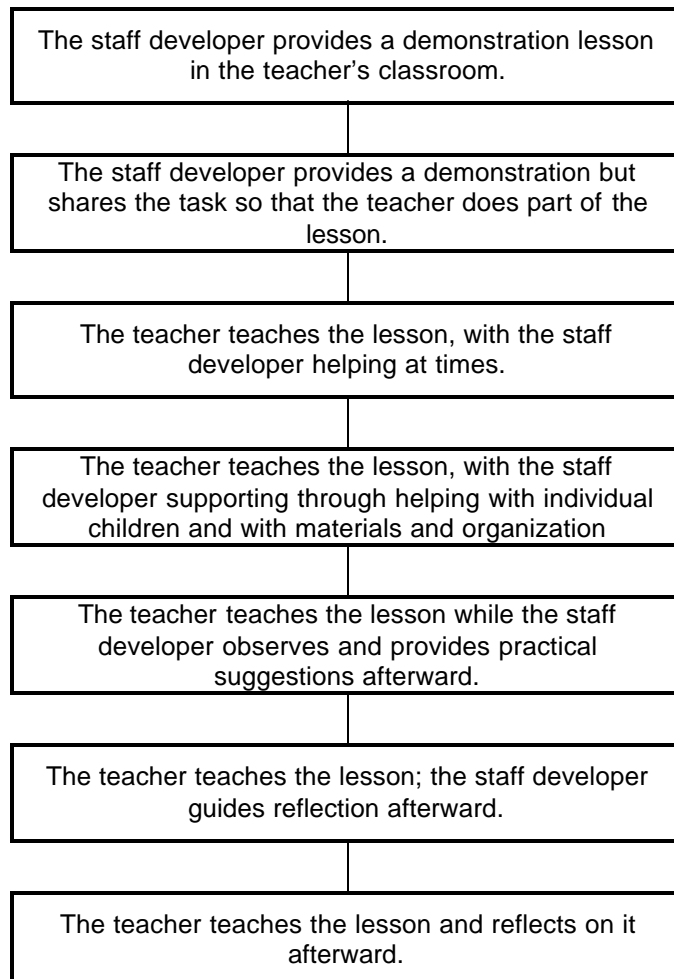 The staff developer provides a demonstration lesson
in the teacher’s classroom.
The staff developer provides a demonstration but
shares the task so that the teacher does part of the
lesson.
The teacher teaches the lesson, with the staff
developer helping at times.
The teacher teaches the lesson, with the staff
developer supporting through helping with individual
children and with materials and organization
The teacher teaches the lesson while the staff
developer observes and provides practical
suggestions afterward.
The teacher teaches the lesson; the staff developer
guides reflection afterward.
The teacher teaches the lesson and reflects on it
afterward.